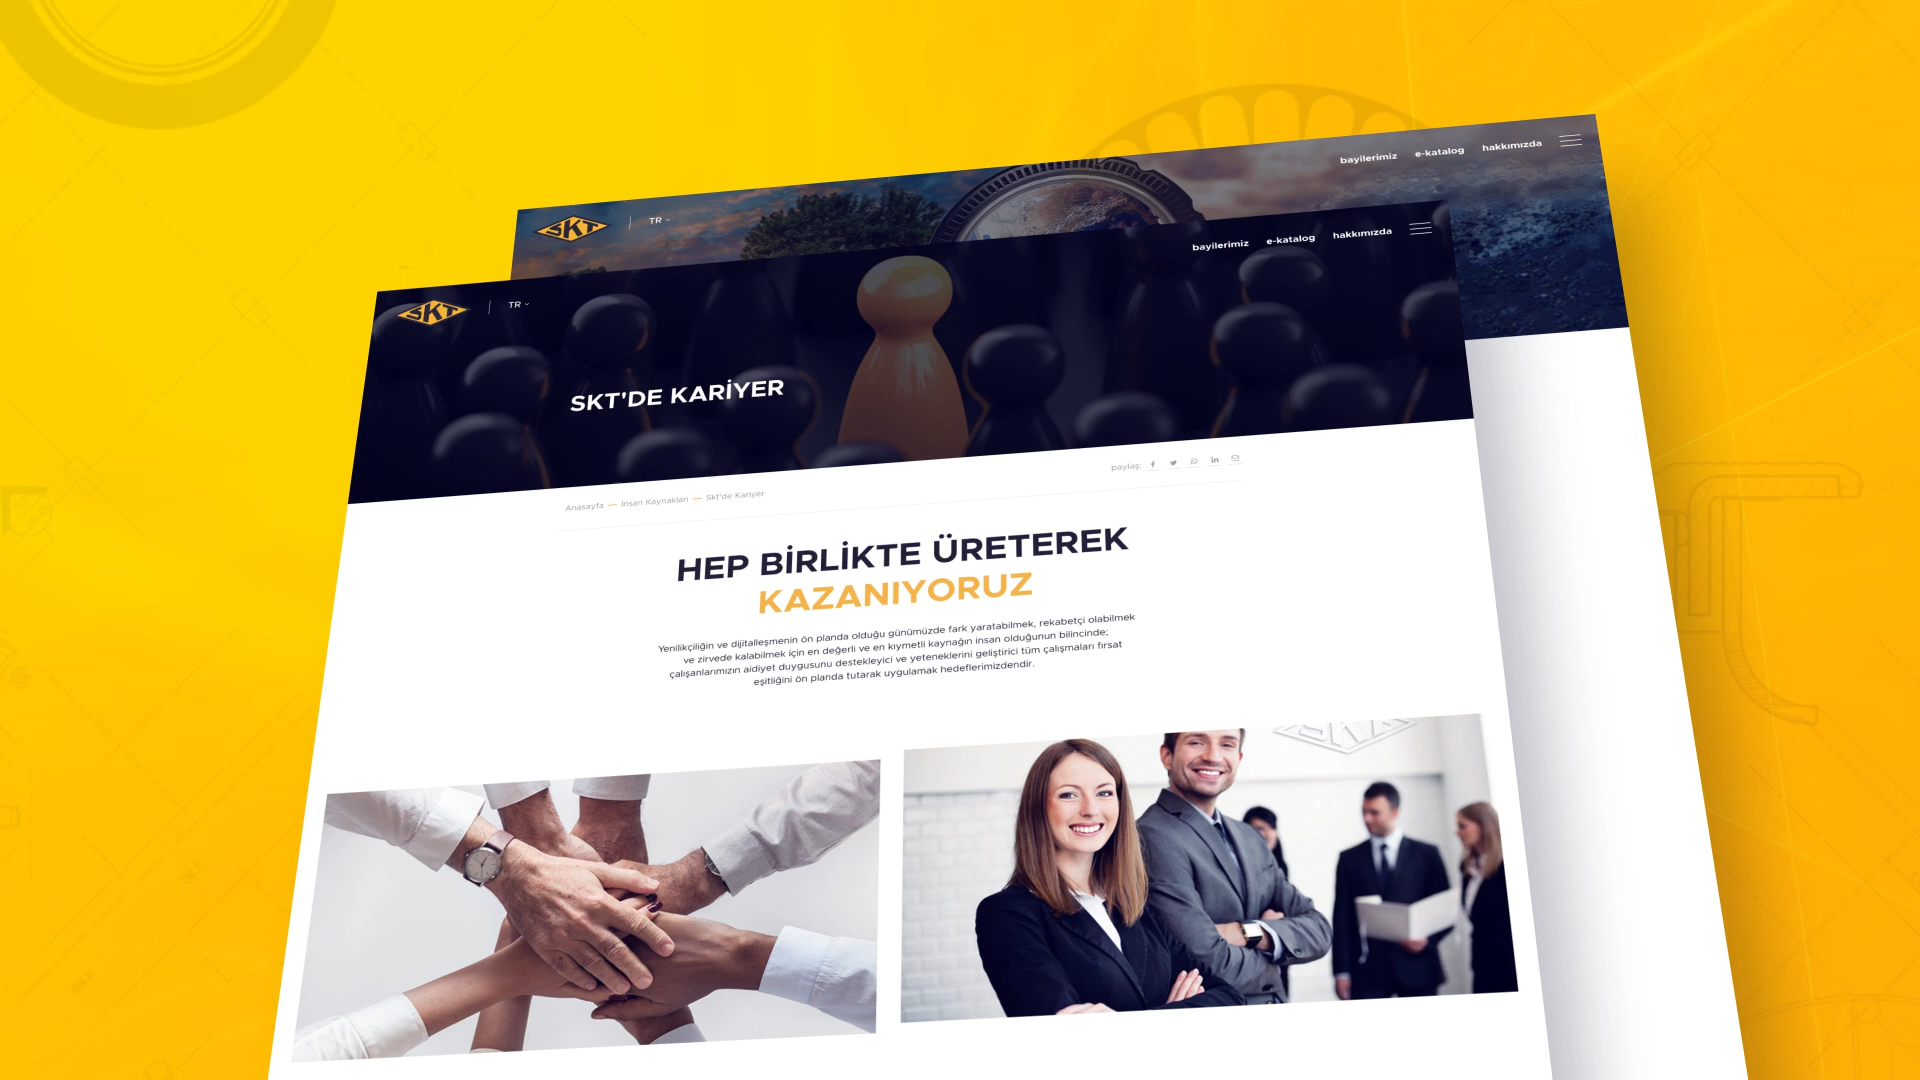 bayilerimiz e-katalog hakkımızda
SKT TR
bayilerimiz e-katalog hakkımızda
SKT TR
SKT'DE KARİYER
paylaş:
Anasayfa — İnsan Kaynakları — Skt'de Kariyer
HEP BİRLİKTE ÜRETEREK
KAZANIYORUZ
Yenilikçiliğin ve dijitalleşmenin ön planda olduğu günümüzde fark yaratabilmek, rekabetçi olabilmek
ve zirvede kalabilmek için en değerli ve en kıymetli kaynağın insan olduğunun bilincinde;
çalışanlarımızın aidiyet duygusunu destekleyici ve yeteneklerini geliştirici tüm çalışmaları fırsat
eşitliğini ön planda tutarak uygulamak hedeflerimizdendir.
SKT